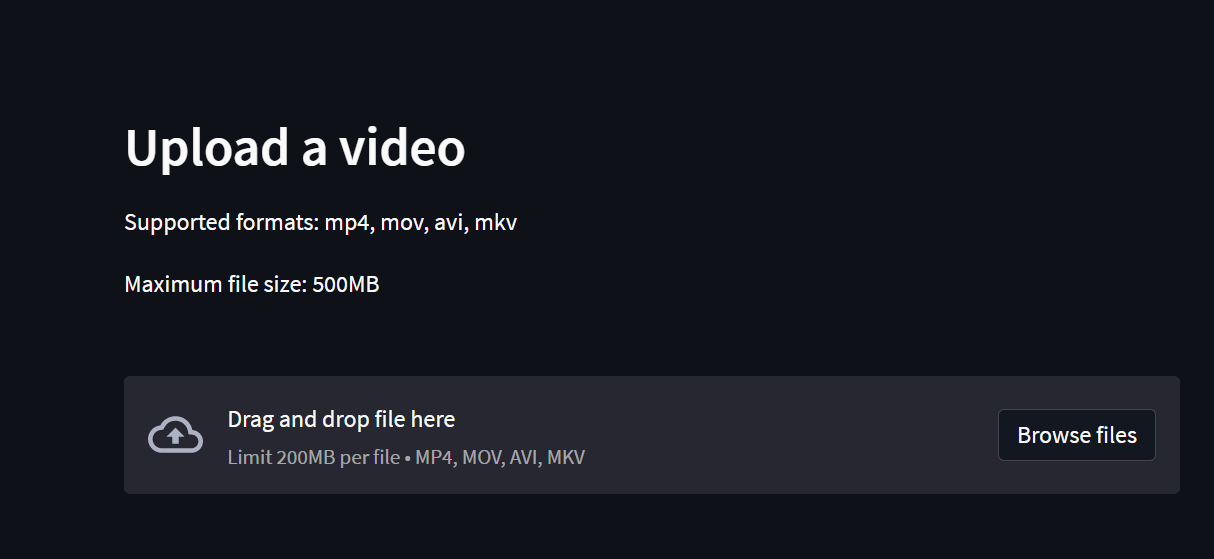 Upload a video
Supported formats: mp4, mov, avi, mkv
Maximum file size: 500MB
Drag and drop file here
Limit 200MB per file • MP4, MOV, AVI, MKV
Browse files